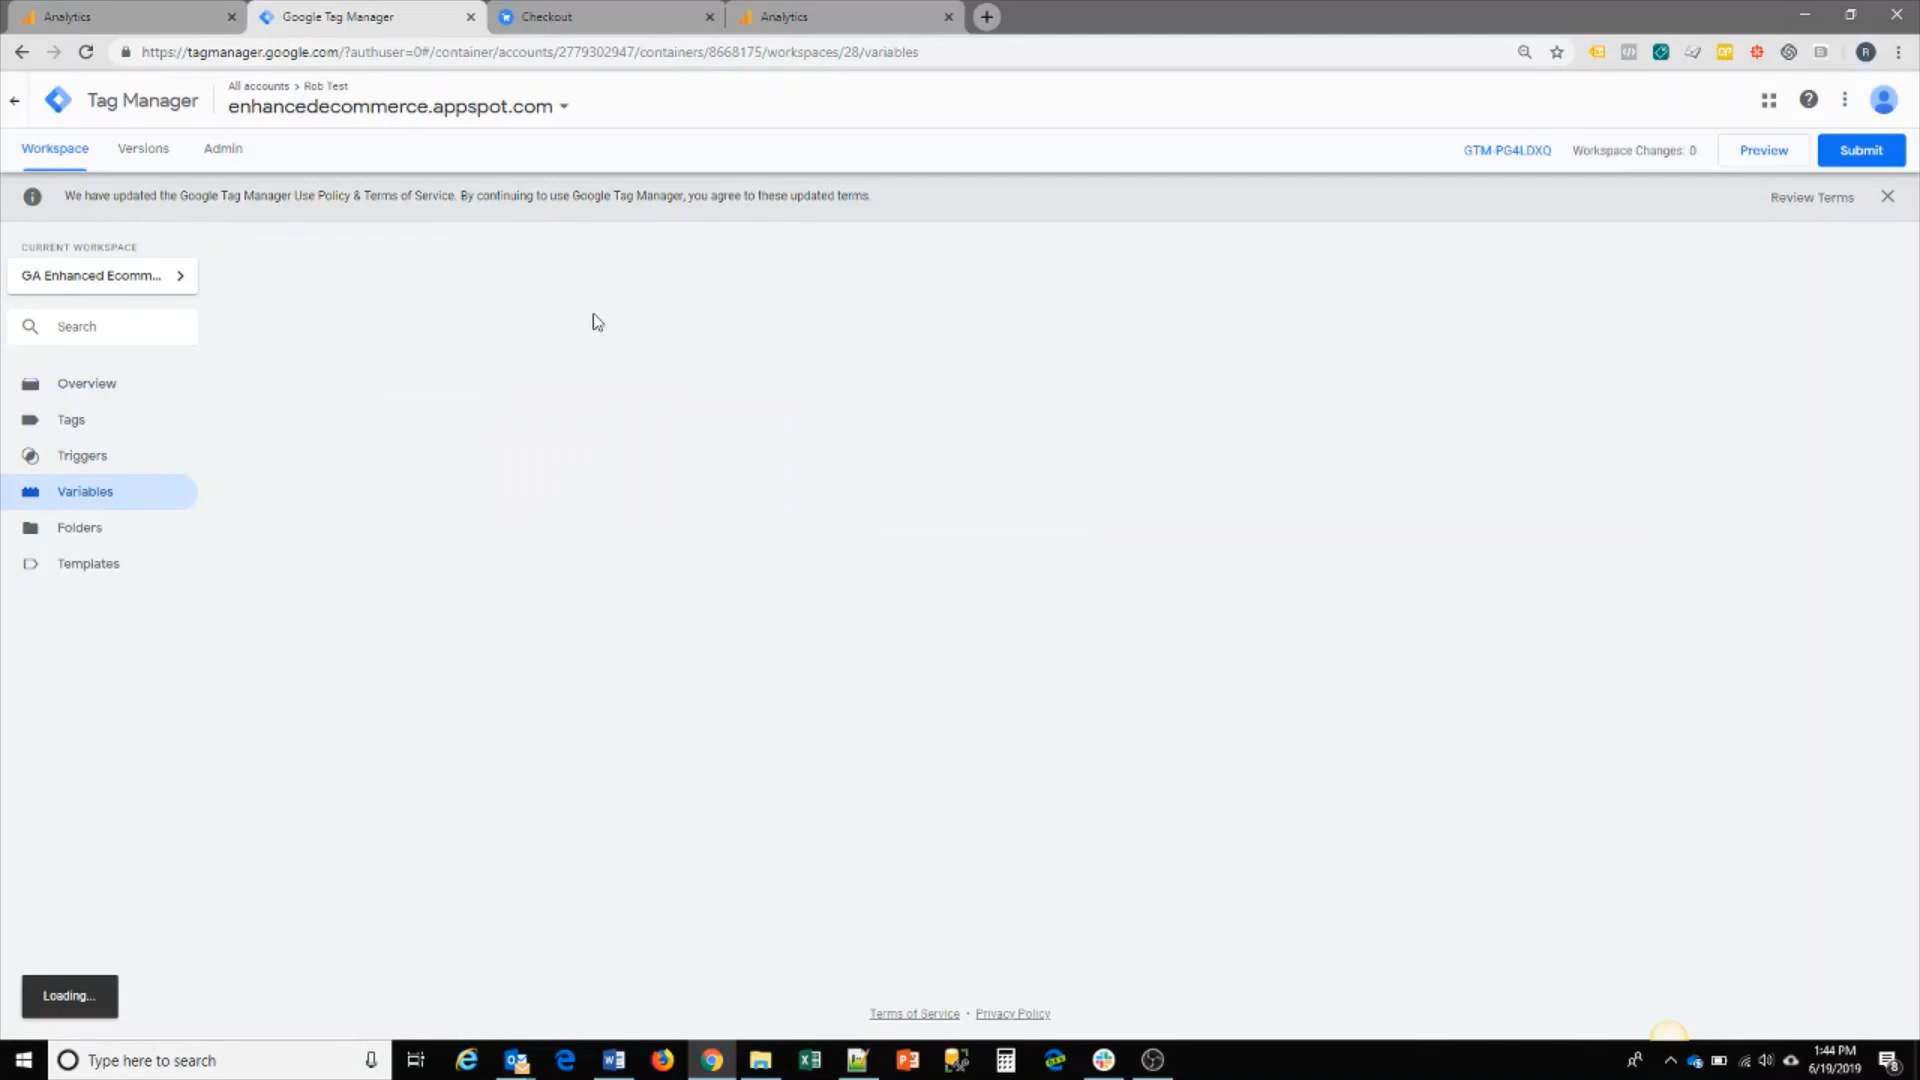 Analytics
Google Tag Manager
Checkout
Analytics
https://tagmanager.google.com/?authuser=0#/container/accounts/2779302947/containers/8668175/workspaces/28/variables
Tag Manager
All accounts > Rob Test
enhancedecommerce.appspot.com
Workspace
Versions
Admin
GTM-PG4LDXQ
Workspace Changes: 0
Preview
Submit
We have updated the Google Tag Manager Use Policy & Terms of Service. By continuing to use Google Tag Manager, you agree to these updated terms.
Review Terms
CURRENT WORKSPACE
GA Enhanced Ecomm...
Search
Overview
Tags
Triggers
Variables
Folders
Templates
Loading...
Terms of Service · Privacy Policy
Type here to search
1:44 PM
6/19/2019